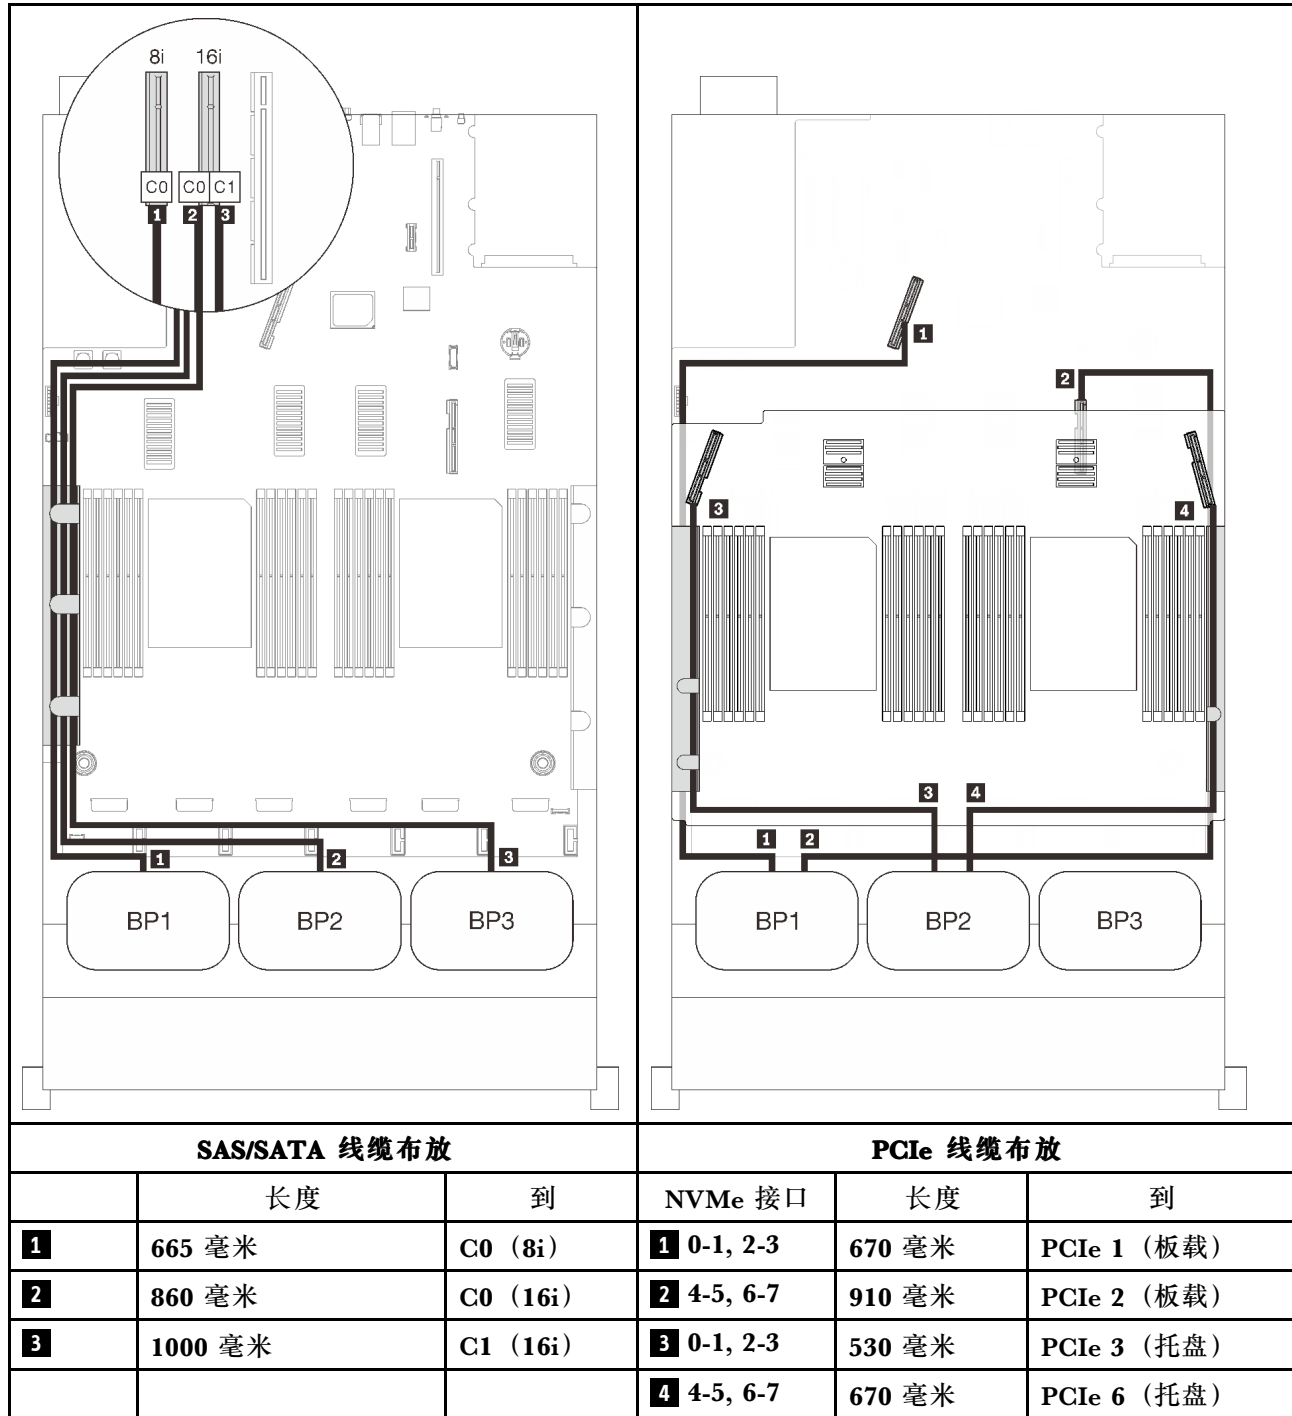 8i 16i
C0 C0 C1
1 2 3
1 2 3
BP1 BP2 BP3
1
2
3 4
3 4
1 2
BP1 BP2 BP3
SAS/SATA 线缆布放 PCIe 线缆布放
长度 到 NVMe 接口 长度 到
1 665 毫米 C0（8i） 1 0-1, 2-3 670 毫米 PCIe 1（板载）
2 860 毫米 C0（16i） 2 4-5, 6-7 910 毫米 PCIe 2（板载）
3 1000 毫米 C1（16i） 3 0-1, 2-3 530 毫米 PCIe 3（托盘）
4 4-5, 6-7 670 毫米 PCIe 6（托盘）